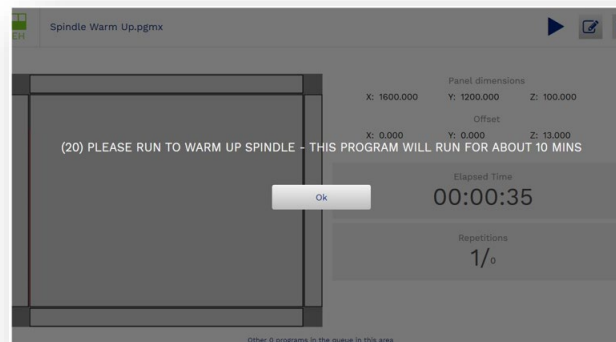 EH
Spindle Warm Up.pgmx
Panel dimensions
X: 1600.000 Y: 1200.000 Z: 100.000
Offset
X: 0.000 Y: 0.000 Z: 13.000
(20) PLEASE RUN TO WARM UP SPINDLE - THIS PROGRAM WILL RUN FOR ABOUT 10 MINS
Ok
Elapsed Time
00:00:35
Repetitions
1/0
Other 0 programs in the queue in this area